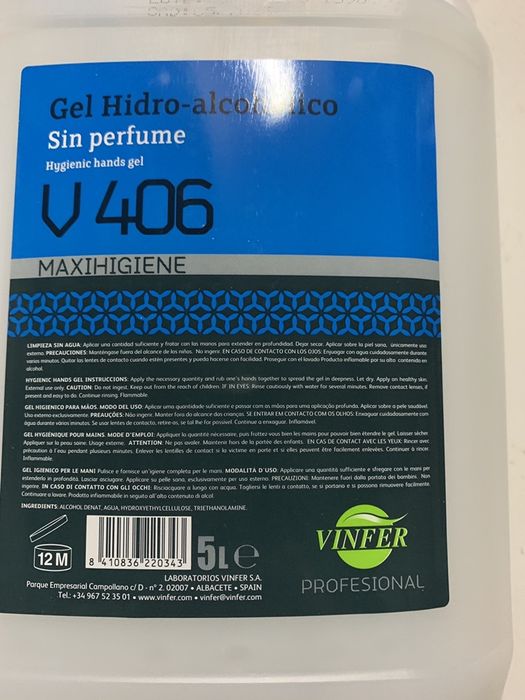 Gel Hidro-alcohólico
Sin perfume
Hygienic hands gel
V 406
MAXIHIGIENE
LIMPIEZA SIN AGUA: Aplicar una cantidad suficiente y frotar con las manos para extender en profundidad. Dejar secar. Aplicar sobre la piel sana, únicamente uso
externo. PRECAUCIONES: Manténgase fuera del alcance de los niños. No ingerir. EN CASO DE CONTACTO CON LOS OJOS: Enjuagar con agua cuidadosamente durante
varios minutos. Quitar las lentes de contacto cuando estén presentes y pueda hacerse con facilidad. Proseguir con el lavado Producto inflamable por su alto contenido en
alcohol.
HYGIENIC HANDS GEL INSTRUCCIONS: Apply the necessary quantity and rub one's hands together to spread the gel in deepness. Let dry. Apply on healthy skin.
External use only. CAUTION: Do not ingest. Keep out from the reach of children. IF IN EYES: Rinse cautiously with water for several minutes. Remove contact lenses, if
present and easy to do. Continue rinsing. Flammable.
GEL HIGIENICO PARA MÃOS. MODO DEL USO: Aplicar uma quantidade suficiente e passar com as mãos para uma aplicação profunda. Aplicar sobre a pele saudável.
Uso externo exclusivamente. PREAUÇÕES: Não ingerir. Manter fora do alcance das crianças. SE ENTRAR EM CONTACTO COM OS OLHOS: Enxaguar cuidadosamente com
água durante vários minutos. Se usar lentes de contacto, retire-as, se tal lhe for possível. Continue a enxaguar. Inflamável.
GEL HYGIÉNIQUE POUR MAINS. MODE D'EMPLOI: Appliquer la quantité nécessaire, puis frottez vous bien les mains pour pouvoir bien étendre le gel. Laisser sécher.
Appliquer sur la peau saine. Usage externe. ATTENTION: Ne pas avaler. Mantenir hors de la portée des enfants. EN CAS DE CONTACT AVEC LES YEUX: Rincer avec
précaution à l'eau pendant plusieurs minutes. Enlever les lentilles de contact si la victime en porte et si elles peuvent être facilement enlevées. Continuer à rincer.
Inflammable.
GEL IGIENICO PER LE MANI Pulisce e fornisce un'igiene completa per le mani. MODALITA D'USO: Applicare una quantità sufficiente e sfregare con le mani per
estenderlo in profondità. Lasciar asciugare. Applicare su pelle sana, esclusivamente per uso esterno. PRECAUZIONE: Mantenere fuori dalla portata dei bambini. Non
ingerire. IN CASO DI CONTACTO CON GLI OCCHI: Risciacquare a lungo con acqua. Togliersi le lenti a contatto, se si portano e si possono rimuovere facilmente.
Continuare a lavare. Prodotto infiammabile in seguito all'alto contenuto di alcool.
INGREDIENTS: ALCOHOL DENAT, AGUA, HYDROXYETHYLCELLULOSE, TRIETHANOLAMINE.
12 M
8 410836 220343
5L e
VINFER
PROFESIONAL
LABORATORIOS VINFER S.A.
Parque Empresarial Campollano c/ D - nº 2. 02007 • ALBACETE • SPAIN
Tel.: +34 967 52 35 01 • www.vinfer.com • vinfer@vinfer.com